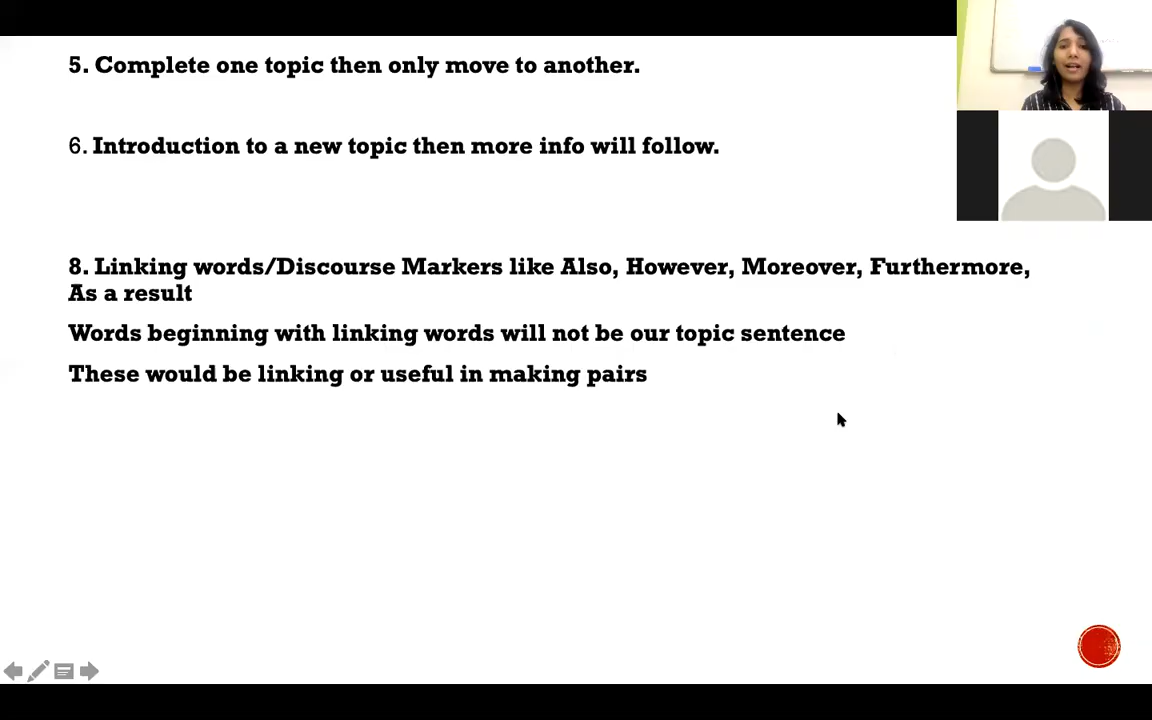 5. Complete one topic then only move to another.
6. Introduction to a new topic then more info will follow.
8. Linking words/Discourse Markers like Also, However, Moreover, Furthermore,
As a result
Words beginning with linking words will not be our topic sentence
These would be linking or useful in making pairs